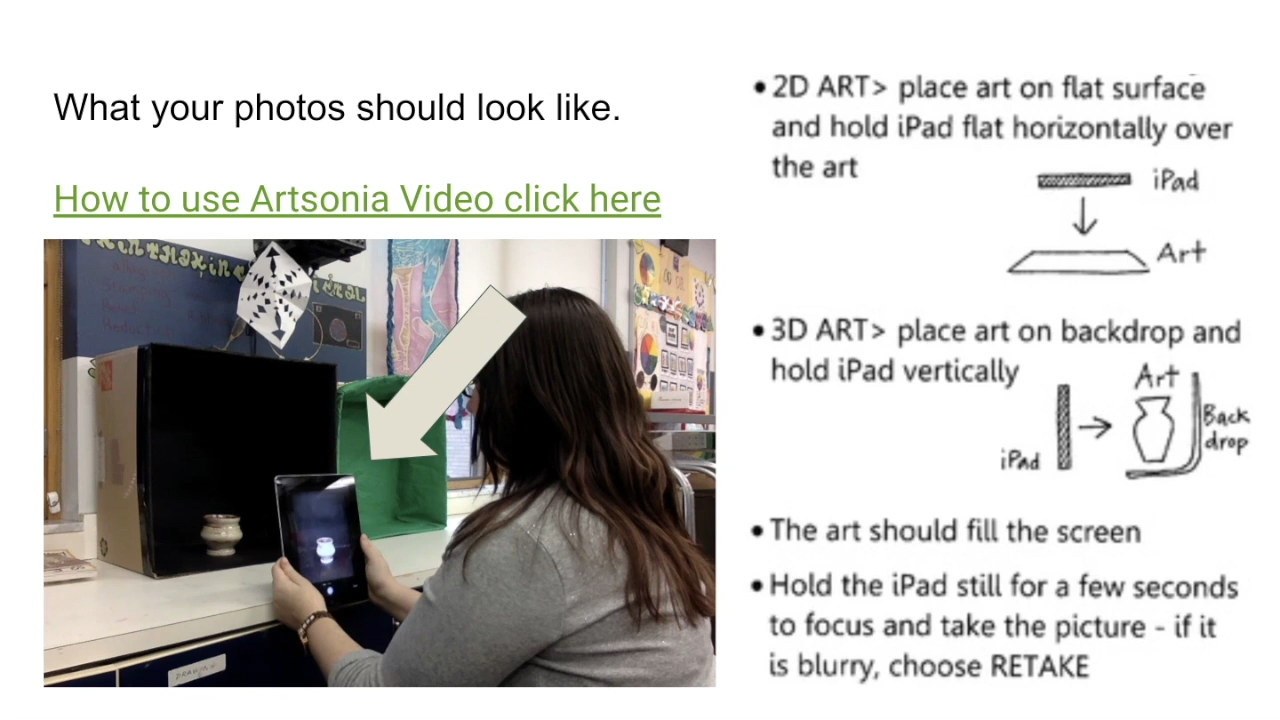 What your photos should look like.
How to use Artsonia Video click here
DRAWING
• 2D ART> place art on flat surface
and hold iPad flat horizontally over
the art
iPad
Art
• 3D ART> place art on backdrop and
hold iPad vertically
Art
Back
drop
iPad
• The art should fill the screen
• Hold the iPad still for a few seconds
to focus and take the picture - if it
is blurry, choose RETAKE